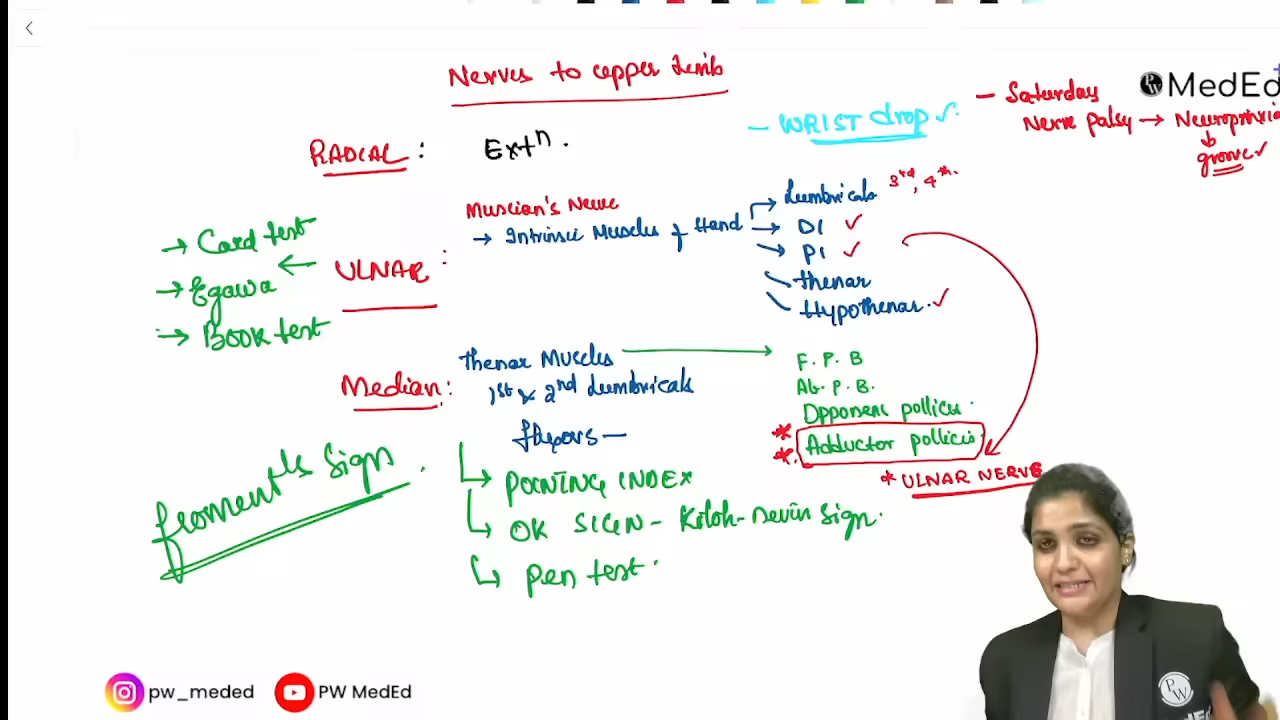 Nerves to upper limb
MedEd
- WRIST drop
- Saturday
Nerve Palsy → Neuropraxia
↓
groove ✓
RADIAL : Extn.
Muscian's Nerve
→ Intrinsic Muscles of Hand
→ Lumbricals 3rd, 4th.
→ DI ✓
→ PI ✓
thenar
Hypothenar. ✓
ULNAR :
→ Card test
→ Egawa
→ Book test
Median : Thenar Muscles →
1st & 2nd Lumbricals
flexors —
F. P. B
Ab. P. B.
Opponens pollicis.
* Adductor pollicis.
*
* ULNAR NERVE
froment's Sign.
↳ POINTING INDEX
↳ OK SIGN - Kiloh-nevin Sign.
↳ Pen test.
pw_meded
PW MedEd
PW